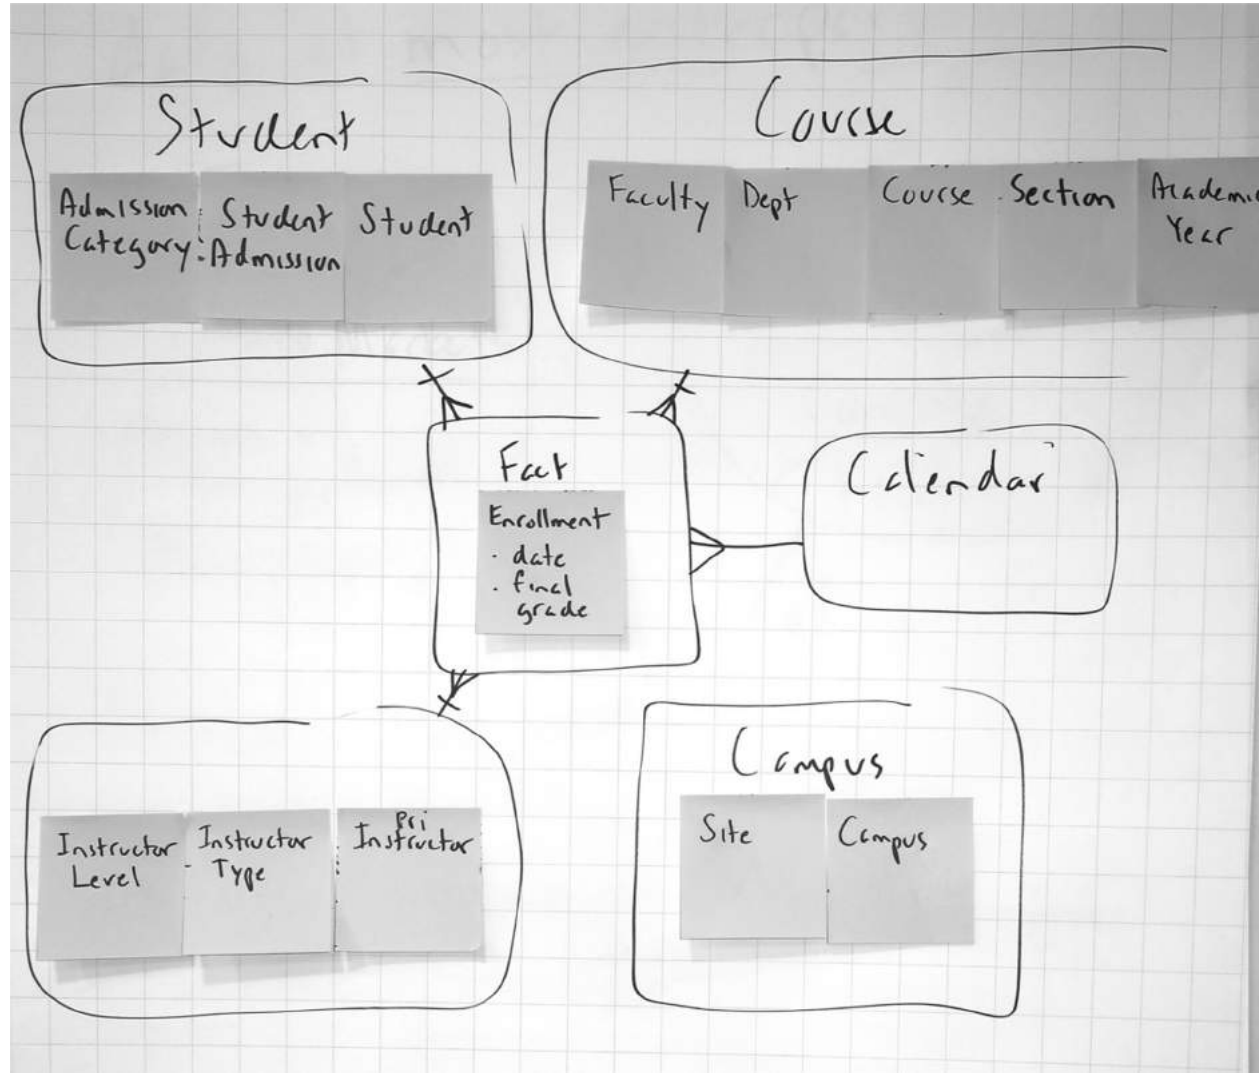 Student
Admission
Category
Student
Admission
Student
Course
Faculty
Dept
Course
Section
Academic
Year
Fact
Enrollment
· date
· final
grade
Calendar
Instructor
Level
Instructor
Type
Pri
Instructor
Campus
Site
Campus